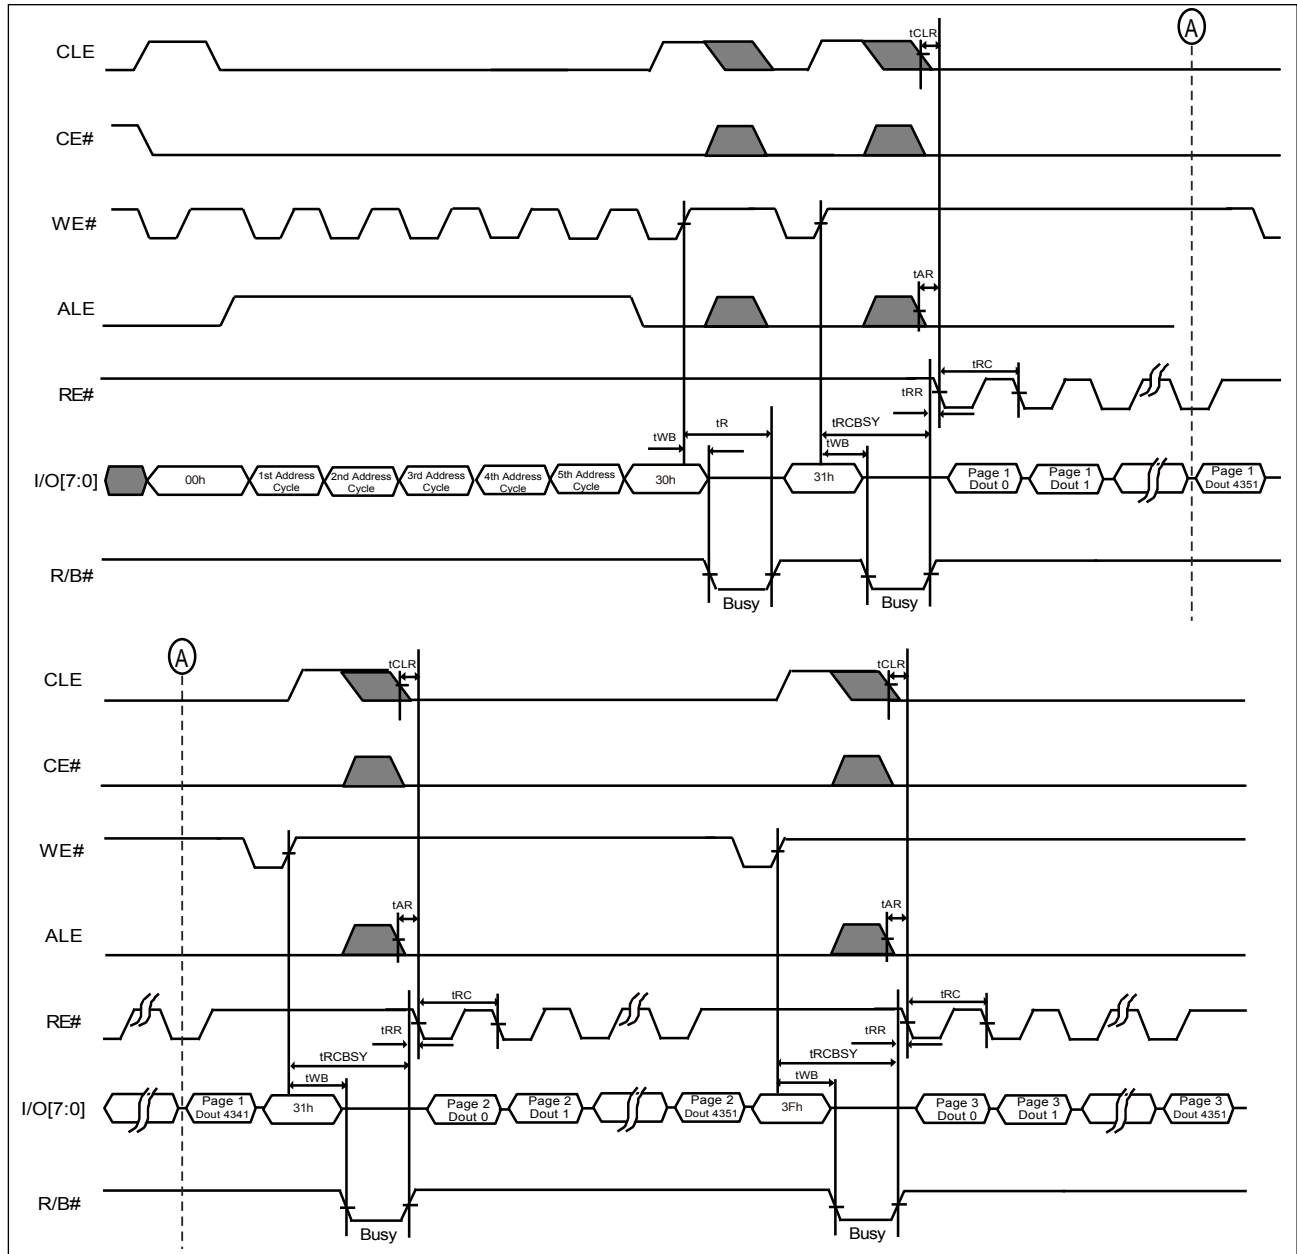 CLE
tCLR
A
CE#
WE#
ALE
tAR
RE#
tRC
tRR
tR
tRCBSY
tWB
tWB
I/O[7:0]
00h
1st Address
Cycle
2nd Address
Cycle
3rd Address
Cycle
4th Address
Cycle
5th Address
Cycle
30h
31h
Page 1
Dout 0
Page 1
Dout 1
Page 1
Dout 4351
R/B#
Busy
Busy
A
CLE
tCLR
tCLR
CE#
WE#
ALE
tAR
tAR
RE#
tRC
tRC
tRR
tRR
tRCBSY
tRCBSY
tWB
tWB
I/O[7:0]
Page 1
Dout 4341
31h
Page 2
Dout 0
Page 2
Dout 1
Page 2
Dout 4351
3Fh
Page 3
Dout 0
Page 3
Dout 1
Page 3
Dout 4351
R/B#
Busy
Busy